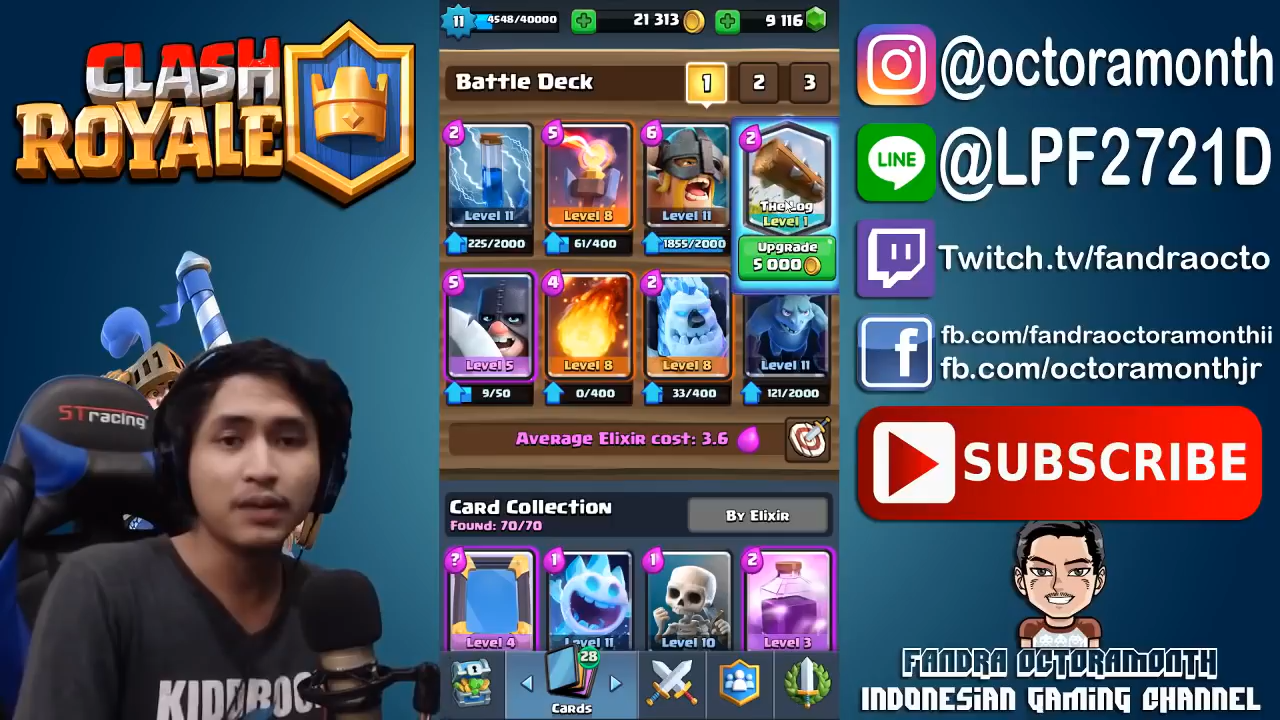 CLASH
ROYALE
11
4548/40000
21 313
9 116
Battle Deck
1
2
3
2
Level 11
225/2000
5
Level 8
61/400
6
Level 11
1855/2000
2
The Log
Level 1
Upgrade
5 000
5
Level 5
9/50
4
Level 8
0/400
2
Level 8
33/400
Level 11
121/2000
Average Elixir cost: 3.6
Card Collection
Found: 70/70
By Elixir
?
Level 4
1
Level 11
1
Level 10
2
Level 3
28
Cards
STracing
@octoramonth
LINE
@LPF2721D
Twitch.tv/fandraocto
fb.com/fandraoctoramonthii
fb.com/octoramonthjr
SUBSCRIBE
FANDRA OCTORAMONTH
INDONESIAN GAMING CHANNEL